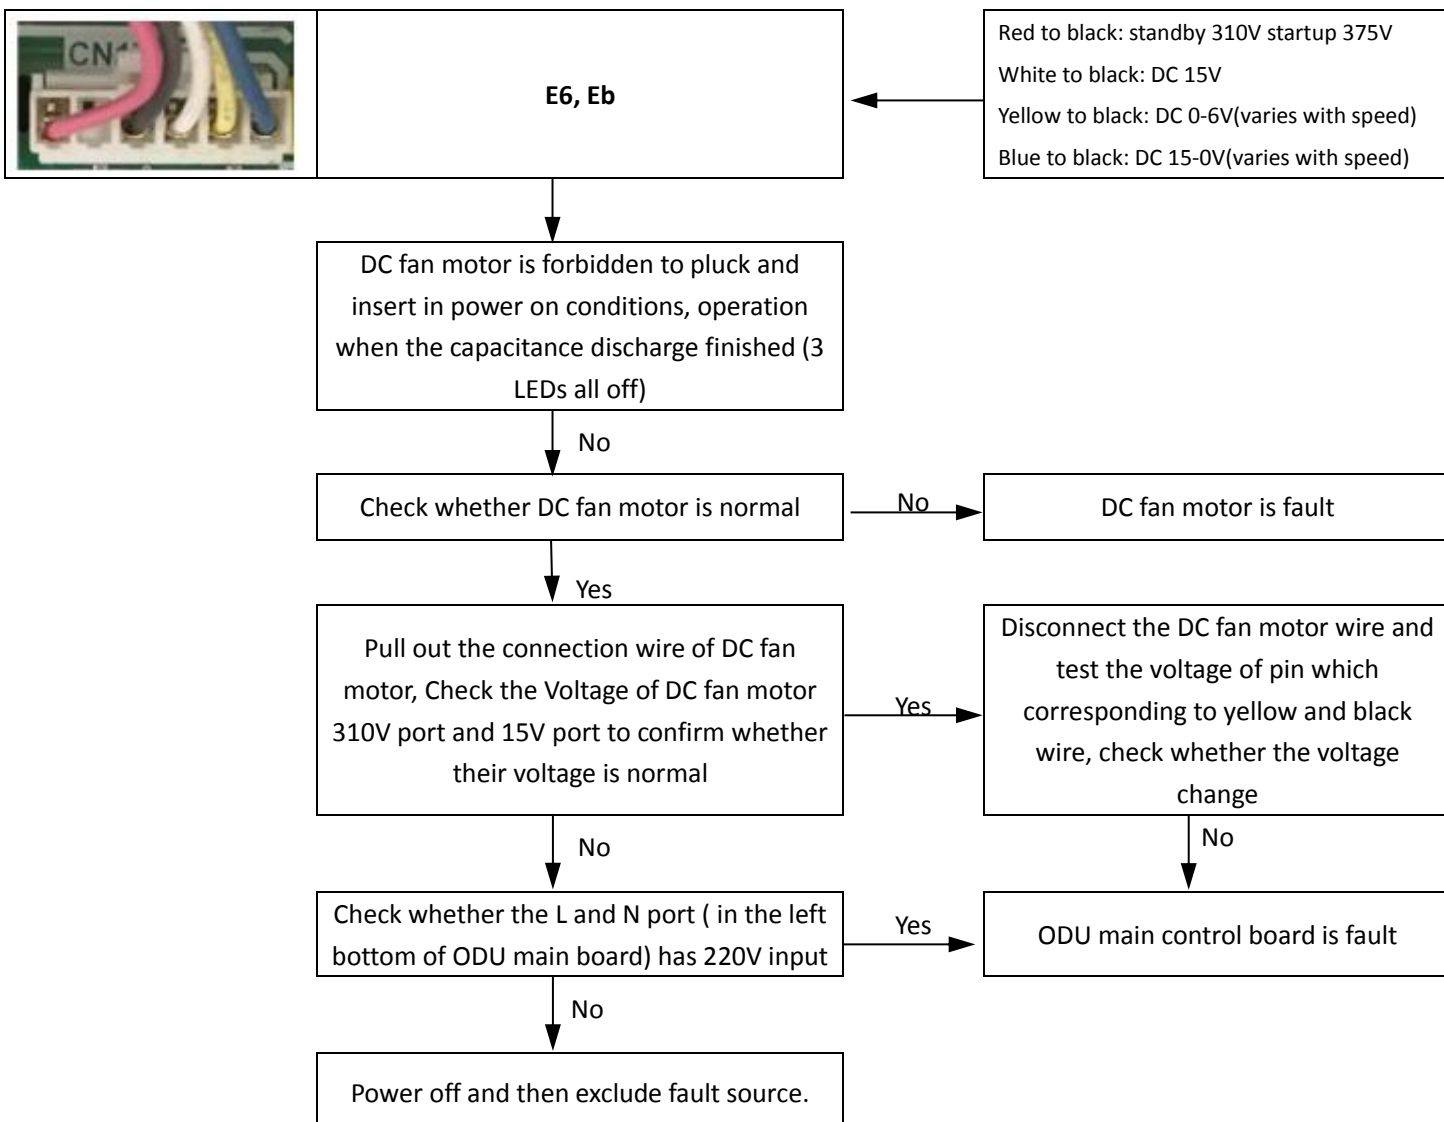 CN1
E6, Eb
Red to black: standby 310V startup 375V
White to black: DC 15V
Yellow to black: DC 0-6V(varies with speed)
Blue to black: DC 15-0V(varies with speed)
DC fan motor is forbidden to pluck and
insert in power on conditions, operation
when the capacitance discharge finished (3
LEDs all off)
No
Check whether DC fan motor is normal
No
DC fan motor is fault
Yes
Pull out the connection wire of DC fan
motor, Check the Voltage of DC fan motor
310V port and 15V port to confirm whether
their voltage is normal
Yes
Disconnect the DC fan motor wire and
test the voltage of pin which
corresponding to yellow and black
wire, check whether the voltage
change
No
No
Check whether the L and N port ( in the left
bottom of ODU main board) has 220V input
Yes
ODU main control board is fault
No
Power off and then exclude fault source.